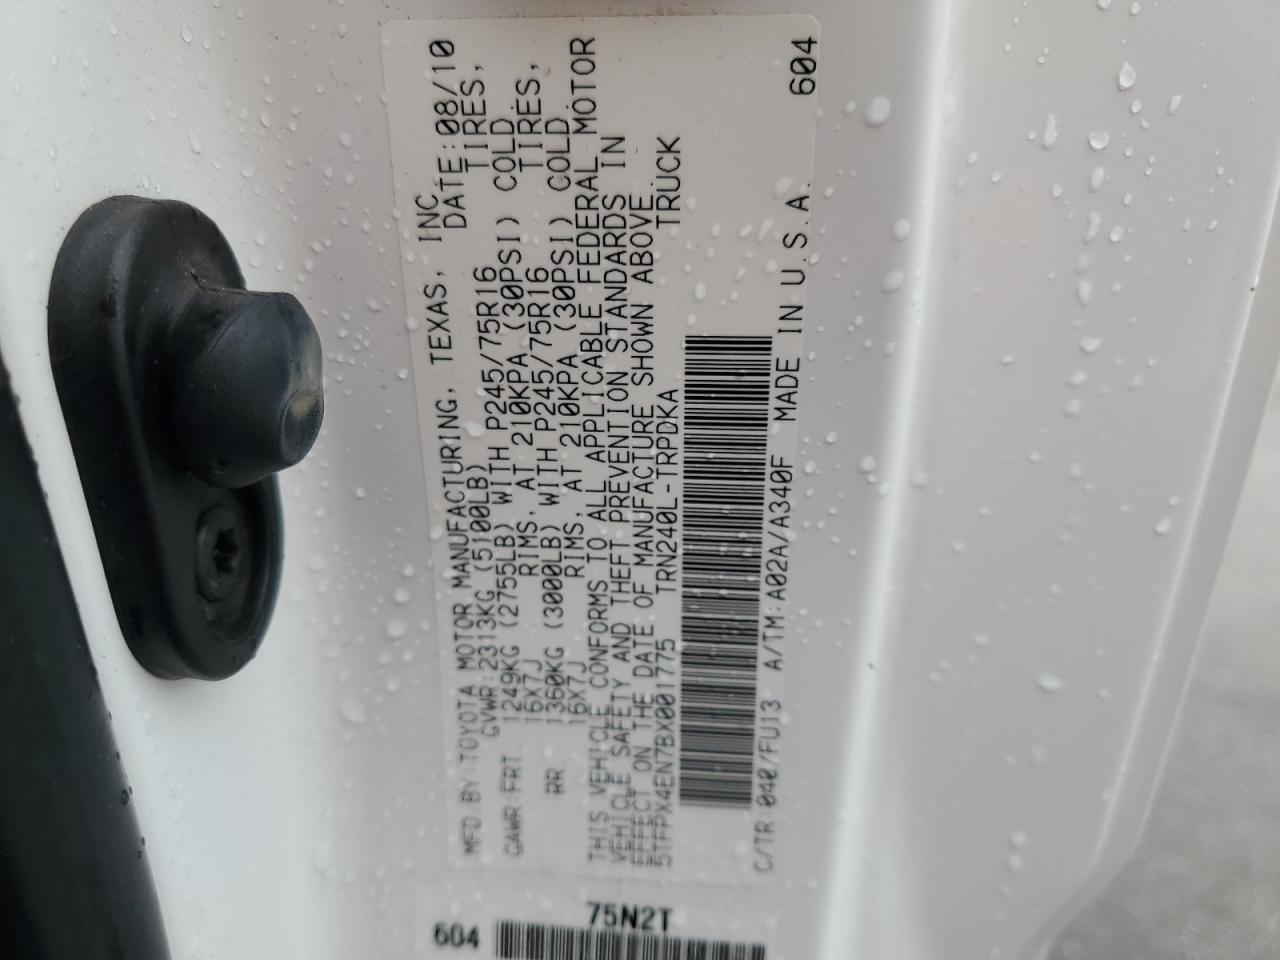 MFD. BY: TOYOTA MOTOR MANUFACTURING, TEXAS, INC.
GVWR: 2313KG (5100LB) DATE: 08/10
GAWR: FRT. 1249KG (2755LB) WITH P245/75R16 TIRES,
16X7J RIMS, AT 210KPA (30PSI) COLD.
RR. 1360KG (3000LB) WITH P245/75R16 TIRES,
16X7J RIMS, AT 210KPA (30PSI) COLD.
THIS VEHICLE CONFORMS TO ALL APPLICABLE FEDERAL MOTOR
VEHICLE SAFETY AND THEFT PREVENTION STANDARDS IN
EFFECT ON THE DATE OF MANUFACTURE SHOWN ABOVE.
5TFPX4EN7BX001775 TRN240L-TRPDKA TRUCK
C/TR: 040/FU13 A/TM: A02A/A340F MADE IN U.S.A. 604
75N2T
604